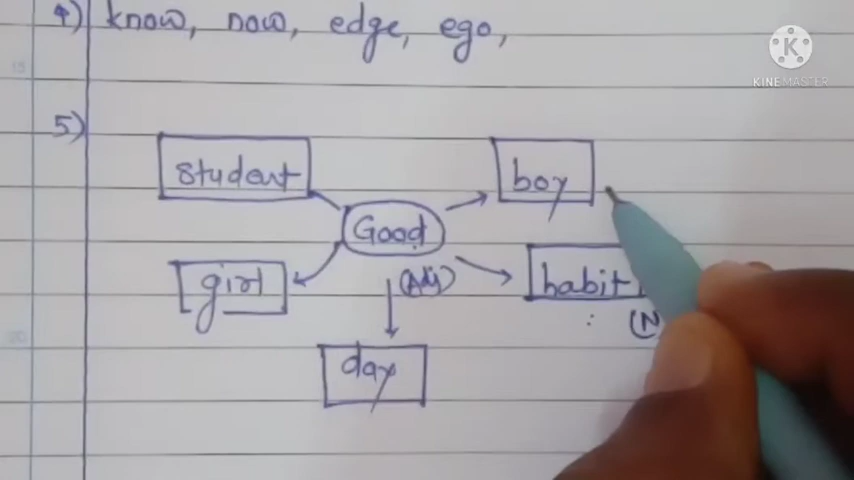 4) know, now, edge, ego,
5)
student
boy
Good
girl
(Adj)
habit
(N
day
KINEMASTER